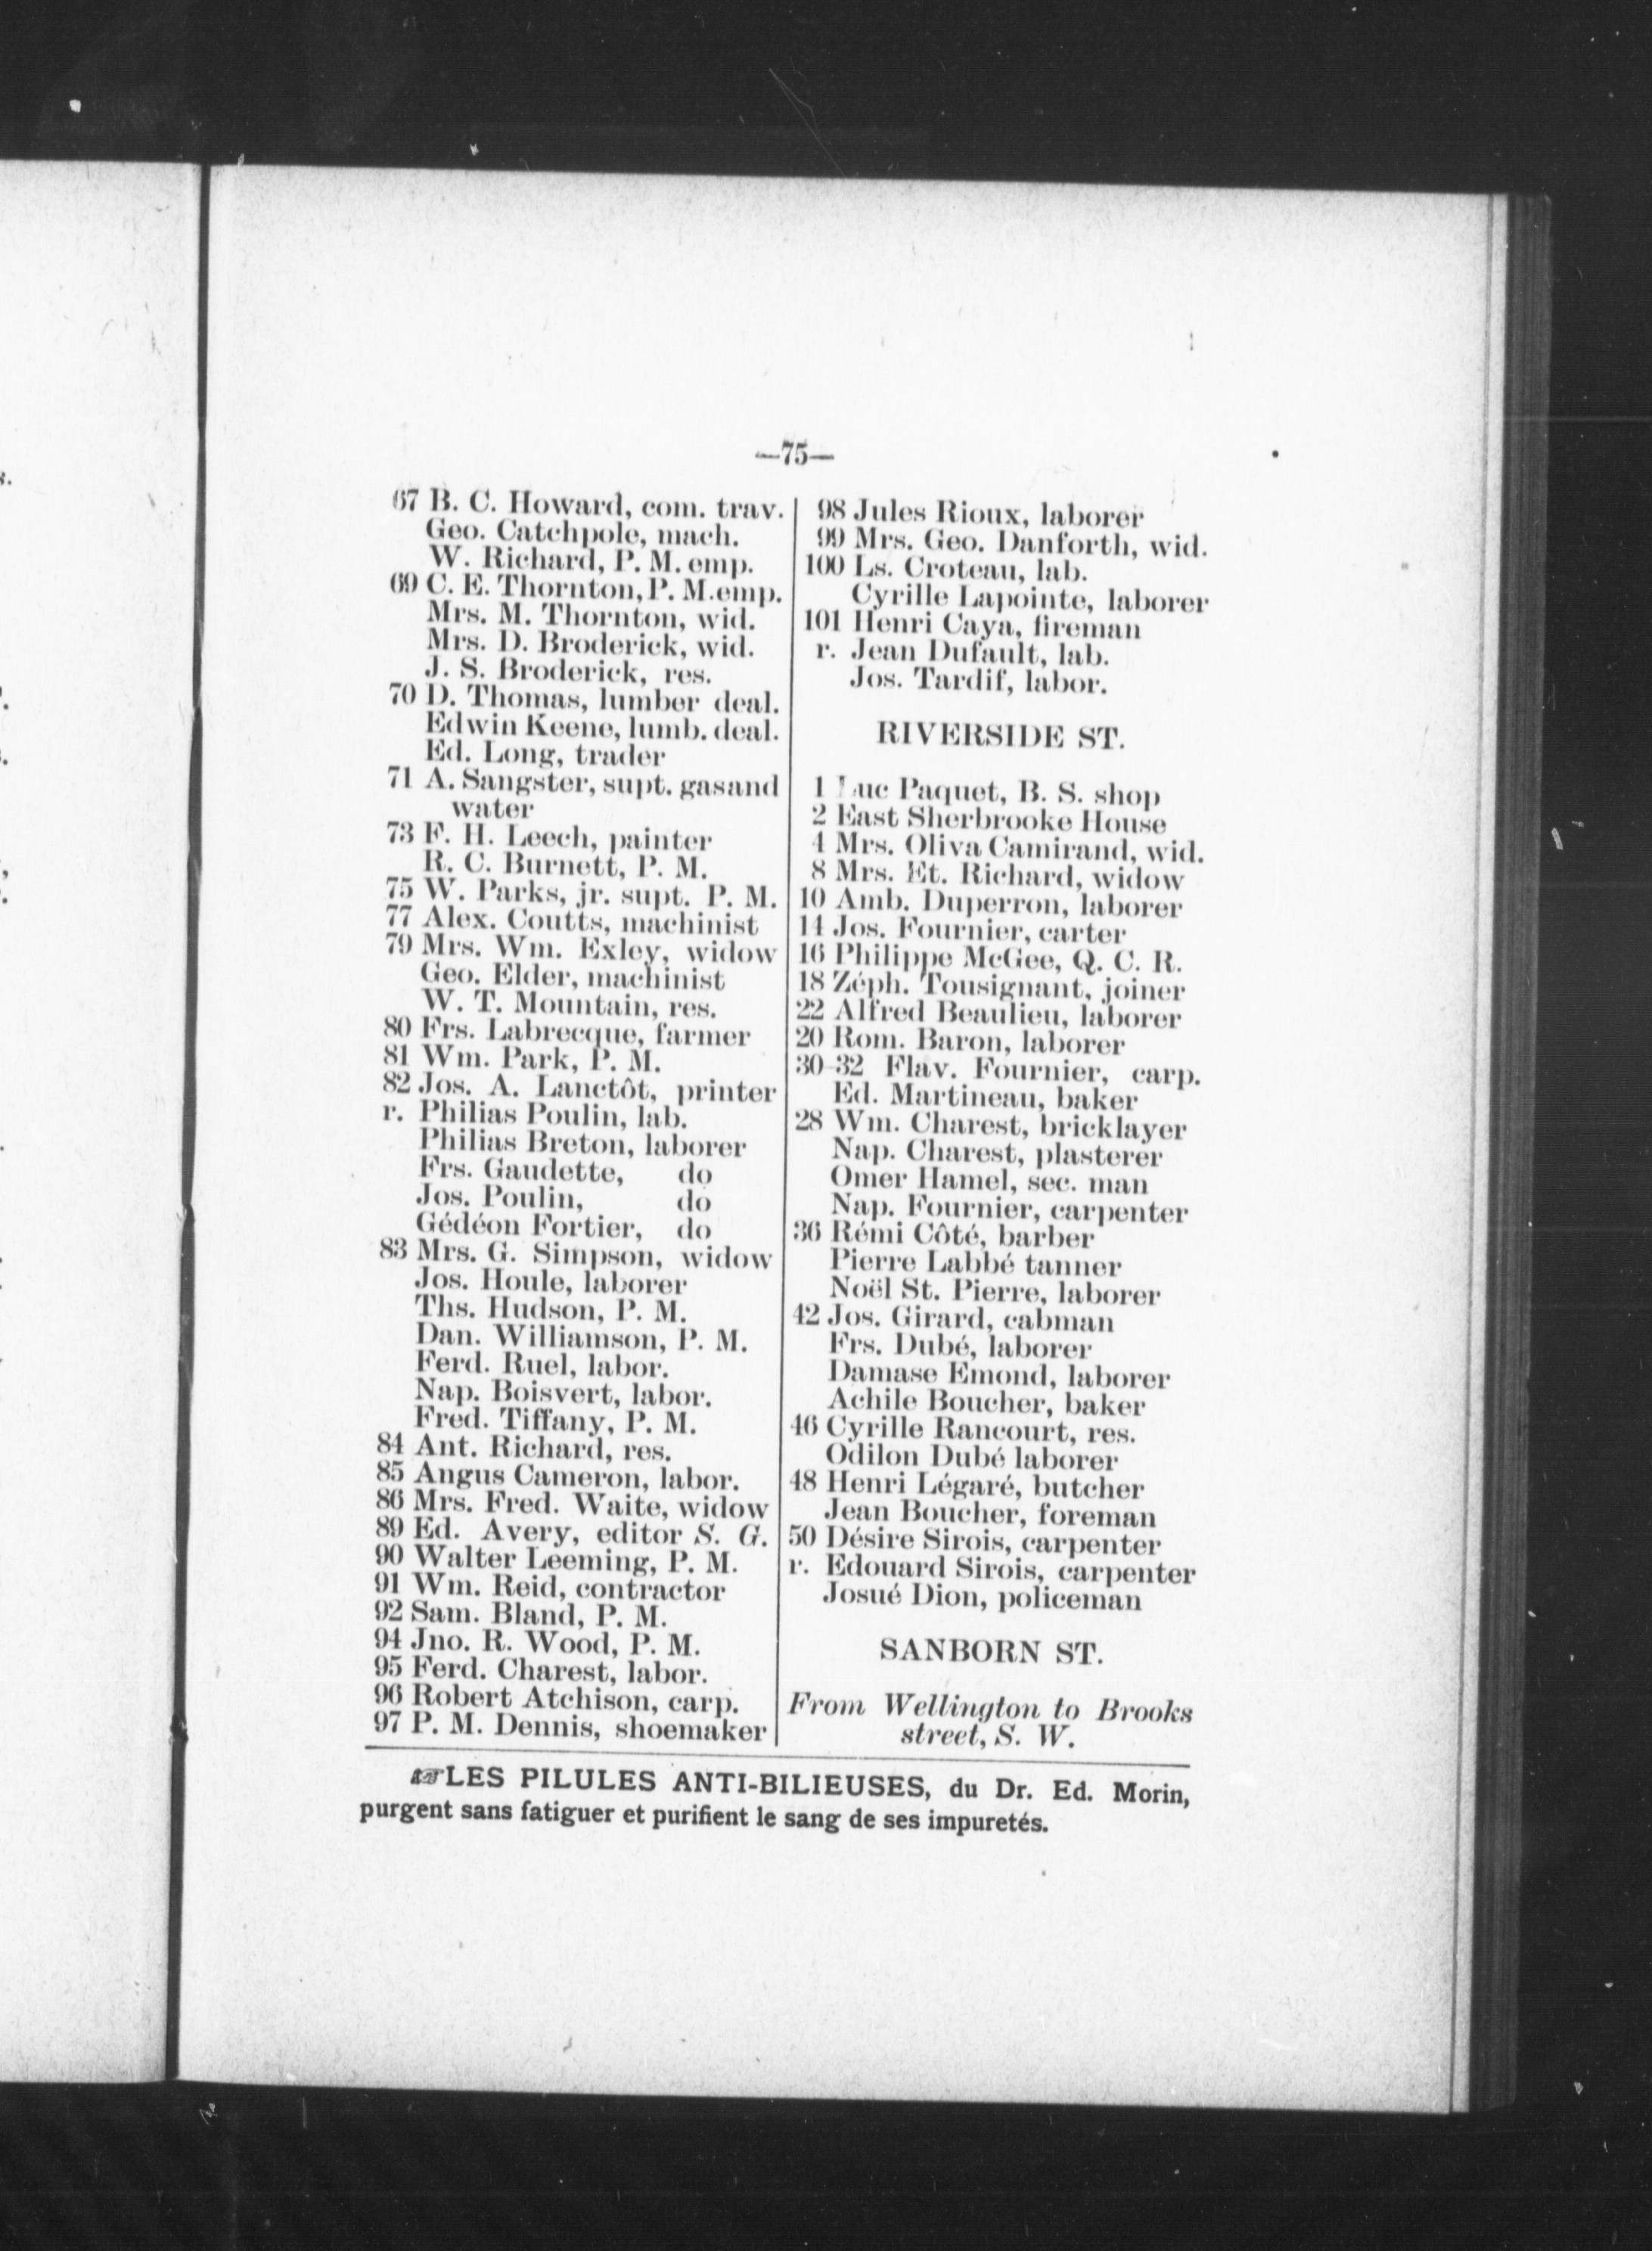 —75—
67 B. C. Howard, com. trav.
Geo. Catchpole, mach.
W. Richard, P. M. emp.
69 C. E. Thornton, P. M. emp.
Mrs. M. Thornton, wid.
Mrs. D. Broderick, wid.
J. S. Broderick, res.
70 D. Thomas, lumber deal.
Edwin Keene, lumb. deal.
Ed. Long, trader
71 A. Sangster, supt. gas and
water
73 F. H. Leech, painter
R. C. Burnett, P. M.
75 W. Parks, jr. supt. P. M.
77 Alex. Coutts, machinist
79 Mrs. Wm. Exley, widow
Geo. Elder, machinist
W. T. Mountain, res.
80 Frs. Labrecque, farmer
81 Wm. Park, P. M.
82 Jos. A. Lanctôt, printer
r. Philias Poulin, lab.
Philias Breton, laborer
Frs. Gaudette, do
Jos. Poulin, do
Gédéon Fortier, do
83 Mrs. G. Simpson, widow
Jos. Houle, laborer
Ths. Hudson, P. M.
Dan. Williamson, P. M.
Ferd. Ruel, labor.
Nap. Boisvert, labor.
Fred. Tiffany, P. M.
84 Ant. Richard, res.
85 Angus Cameron, labor.
86 Mrs. Fred. Waite, widow
89 Ed. Avery, editor S. G.
90 Walter Leeming, P. M.
91 Wm. Reid, contractor
92 Sam. Bland, P. M.
94 Jno. R. Wood, P. M.
95 Ferd. Charest, labor.
96 Robert Atchison, carp.
97 P. M. Dennis, shoemaker
98 Jules Rioux, laborer
99 Mrs. Geo. Danforth, wid.
100 Ls. Croteau, lab.
Cyrille Lapointe, laborer
101 Henri Caya, fireman
r. Jean Dufault, lab.
Jos. Tardif, labor.
RIVERSIDE ST.
1 Luc Paquet, B. S. shop
2 East Sherbrooke House
4 Mrs. Oliva Camirand, wid.
8 Mrs. Et. Richard, widow
10 Amb. Duperron, laborer
14 Jos. Fournier, carter
16 Philippe McGee, Q. C. R.
18 Zéph. Tousignant, joiner
22 Alfred Beaulieu, laborer
20 Rom. Baron, laborer
30-32 Flav. Fournier, carp.
Ed. Martineau, baker
28 Wm. Charest, bricklayer
Nap. Charest, plasterer
Omer Hamel, sec. man
Nap. Fournier, carpenter
36 Rémi Côté, barber
Pierre Labbé tanner
Noël St. Pierre, laborer
42 Jos. Girard, cabman
Frs. Dubé, laborer
Damase Emond, laborer
Achile Boucher, baker
46 Cyrille Rancourt, res.
Odilon Dubé laborer
48 Henri Légaré, butcher
Jean Boucher, foreman
50 Désire Sirois, carpenter
r. Edouard Sirois, carpenter
Josué Dion, policeman
SANBORN ST.
From Wellington to Brooks
street, S. W.
☞LES PILULES ANTI-BILIEUSES, du Dr. Ed. Morin,
purgent sans fatiguer et purifient le sang de ses impuretés.